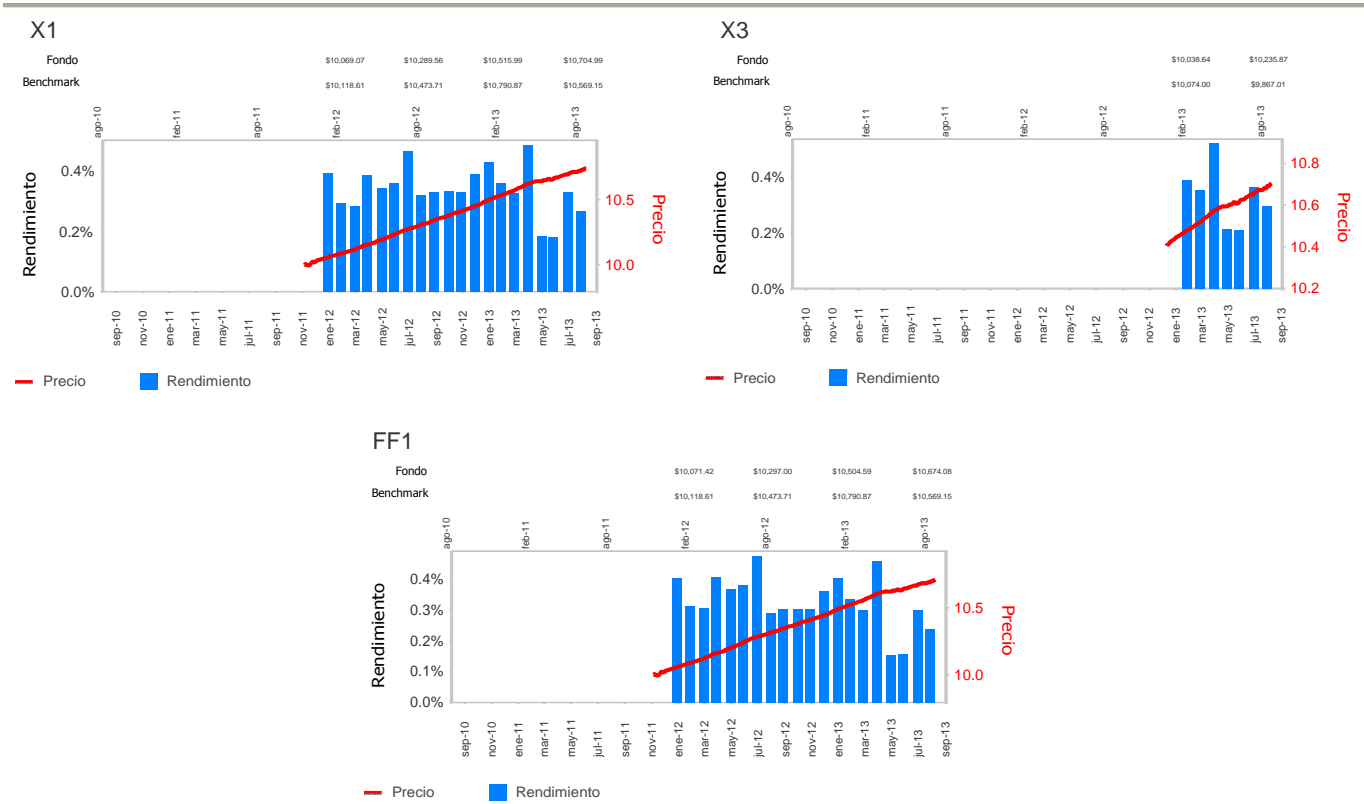 X1
Fondo $10,069.07 $10,289.56 $10,515.99 $10,704.99
Benchmark $10,118.61 $10,473.71 $10,790.87 $10,569.15
ago-10 feb-11 ago-11 feb-12 ago-12 feb-13 ago-13
Rendimiento
0.4%
0.2%
0.0%
10.5
10.0
Precio
sep-10 nov-10 ene-11 mar-11 may-11 jul-11 sep-11 nov-11 ene-12 mar-12 may-12 jul-12 sep-12 nov-12 ene-13 mar-13 may-13 jul-13 sep-13
Precio Rendimiento
X3
Fondo $10,038.64 $10,235.87
Benchmark $10,074.00 $9,867.01
ago-10 feb-11 ago-11 feb-12 ago-12 feb-13 ago-13
Rendimiento
0.4%
0.2%
0.0%
10.8
10.6
10.4
10.2
Precio
sep-10 nov-10 ene-11 mar-11 may-11 jul-11 sep-11 nov-11 ene-12 mar-12 may-12 jul-12 sep-12 nov-12 ene-13 mar-13 may-13 jul-13 sep-13
Precio Rendimiento
FF1
Fondo $10,071.42 $10,297.00 $10,504.59 $10,674.08
Benchmark $10,118.61 $10,473.71 $10,790.87 $10,569.15
ago-10 feb-11 ago-11 feb-12 ago-12 feb-13 ago-13
Rendimiento
0.4%
0.3%
0.2%
0.1%
0.0%
10.5
10.0
Precio
sep-10 nov-10 ene-11 mar-11 may-11 jul-11 sep-11 nov-11 ene-12 mar-12 may-12 jul-12 sep-12 nov-12 ene-13 mar-13 may-13 jul-13 sep-13
Precio Rendimiento